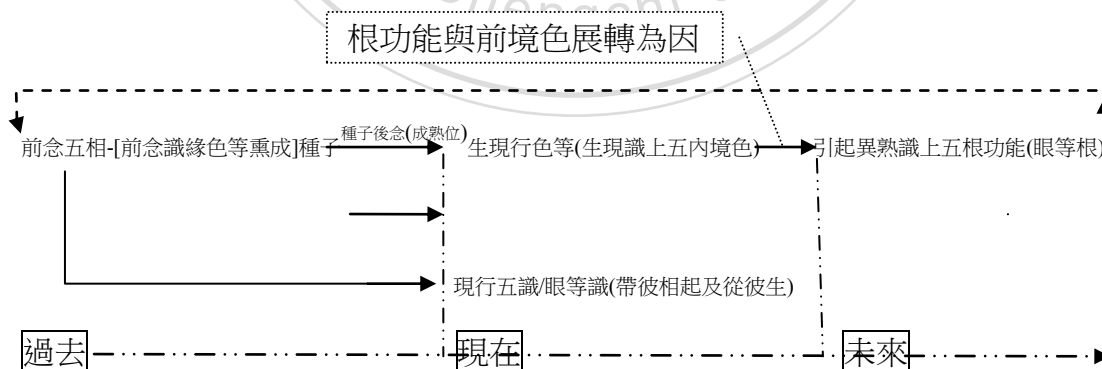 根功能與前境色展轉為因
種子後念(成熟位)
前念五相-[前念識緣色等熏成]種子 生現行色等(生現識上五內境色) 引起異熟識上五根功能(眼等根)
現行五識/眼等識(帶彼相起及從彼生)
過去 現在 未來